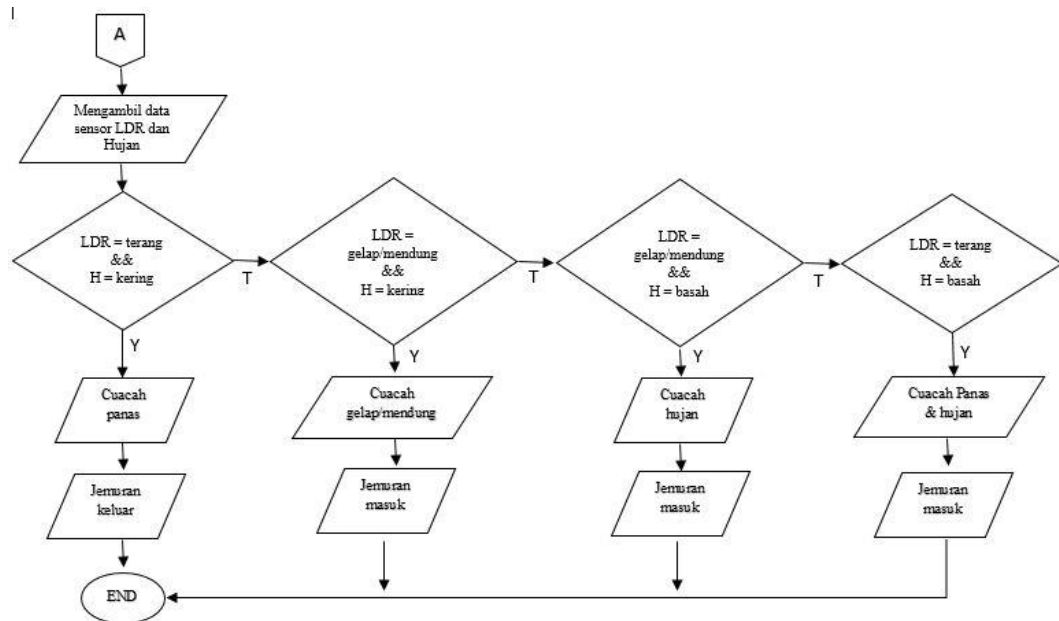 A
Mengambil data
sensor LDR dan
Hujan
LDR = terang
&&
H = kering
T
LDR =
gelap/mendung
&&
H = kering
T
LDR =
gelap/mendung
&&
H = basah
T
LDR = terang
&&
H = basah
Y
Y
Y
Y
Cuacah
panas
Cuacah
gelap/mendung
Cuacah
hujan
Cuacah Panas
& hujan
Jemuran
keluar
Jemuran
masuk
Jemuran
masuk
Jemuran
masuk
END